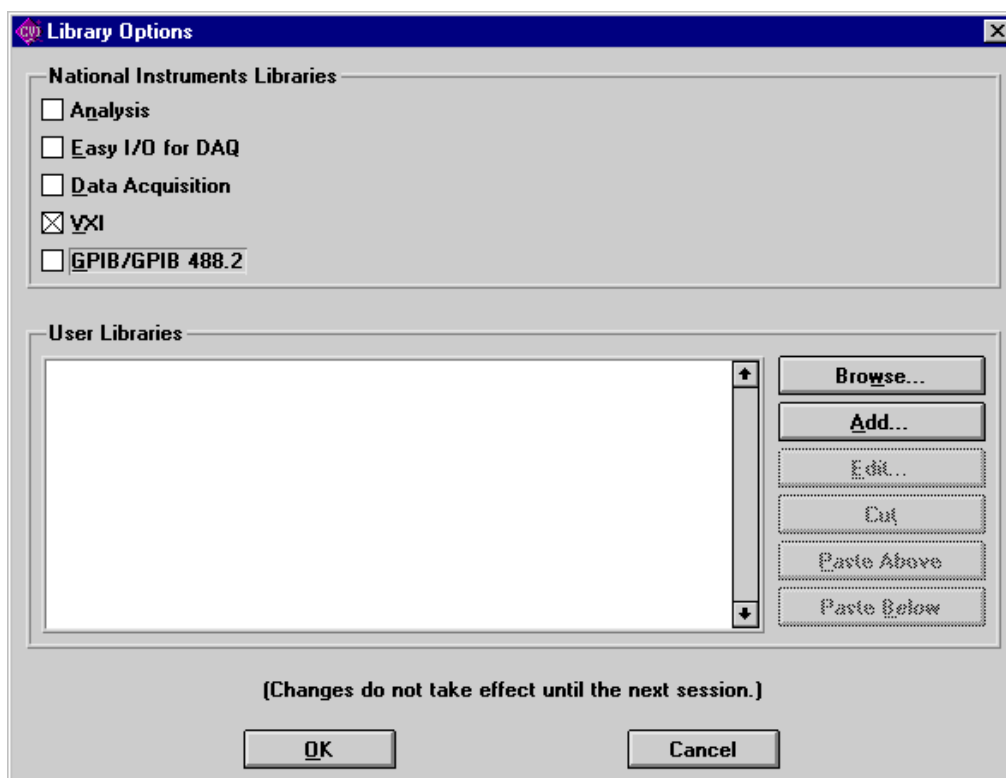 CVI Library Options
National Instruments Libraries
Analysis
Easy I/O for DAQ
Data Acquisition
VXI
GPIB/GPIB 488.2
User Libraries
Browse...
Add...
Edit...
Cut
Paste Above
Paste Below
(Changes do not take effect until the next session.)
OK
Cancel